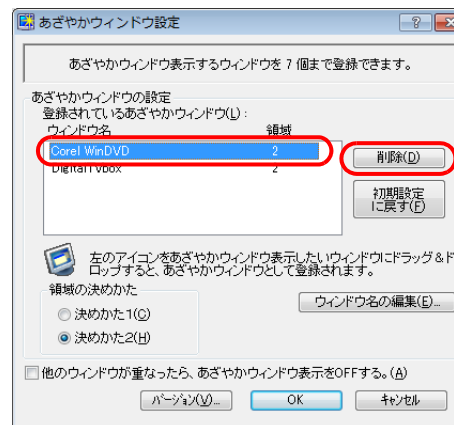 あざやかウィンドウ設定
あざやかウィンドウ表示するウィンドウを 7 個まで登録できます。
あざやかウィンドウの設定
登録されているあざやかウィンドウ(L):
ウィンドウ名 領域
Corel WinDVD 2
DigitalTVbox 2
削除(D)
初期設定
に戻す(F)
左のアイコンをあざやかウィンドウ表示したいウィンドウにドラッグ&ド
ロップすると、あざやかウィンドウとして登録されます。
領域の決めかた
決めかた1(C)
決めかた2(H)
ウィンドウ名の編集(E)...
他のウィンドウが重なったら、あざやかウィンドウ表示をOFFする。(A)
バージョン(V)...
OK
キャンセル